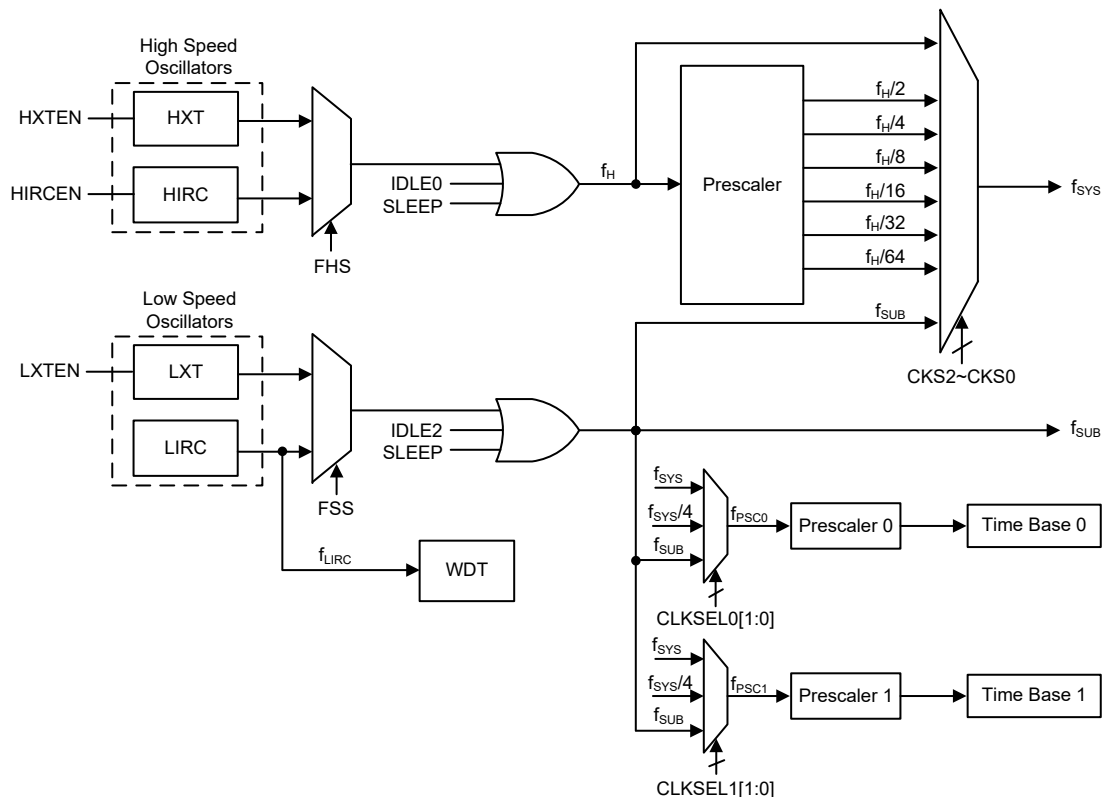 High Speed
Oscillators
HXTEN
HXT
HIRCEN
HIRC
FHS
IDLE0
SLEEP
fH
Prescaler
fH/2
fH/4
fH/8
fH/16
fH/32
fH/64
fSUB
fSYS
CKS2~CKS0
Low Speed
Oscillators
LXTEN
LXT
LIRC
FSS
IDLE2
SLEEP
fSUB
fLIRC
WDT
fSYS
fSYS/4
fSUB
fPSC0
Prescaler 0
Time Base 0
CLKSEL0[1:0]
fSYS
fSYS/4
fSUB
fPSC1
Prescaler 1
Time Base 1
CLKSEL1[1:0]